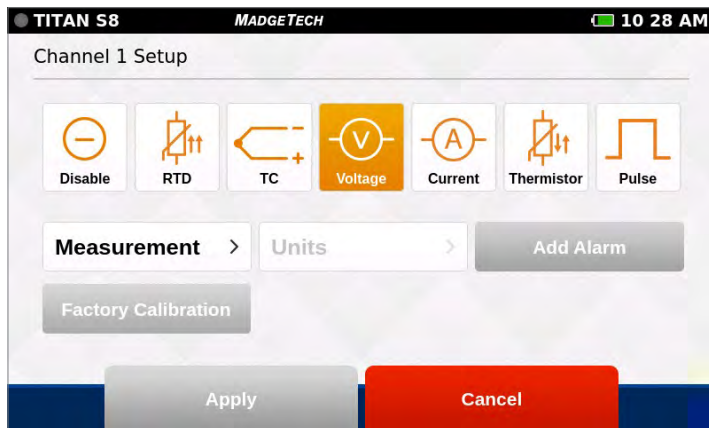 TITAN S8 MADGETECH 10 28 AM
Channel 1 Setup
V A
Disable RTD TC Voltage Current Thermistor Pulse
Measurement > Units > Add Alarm
Factory Calibration
Apply Cancel